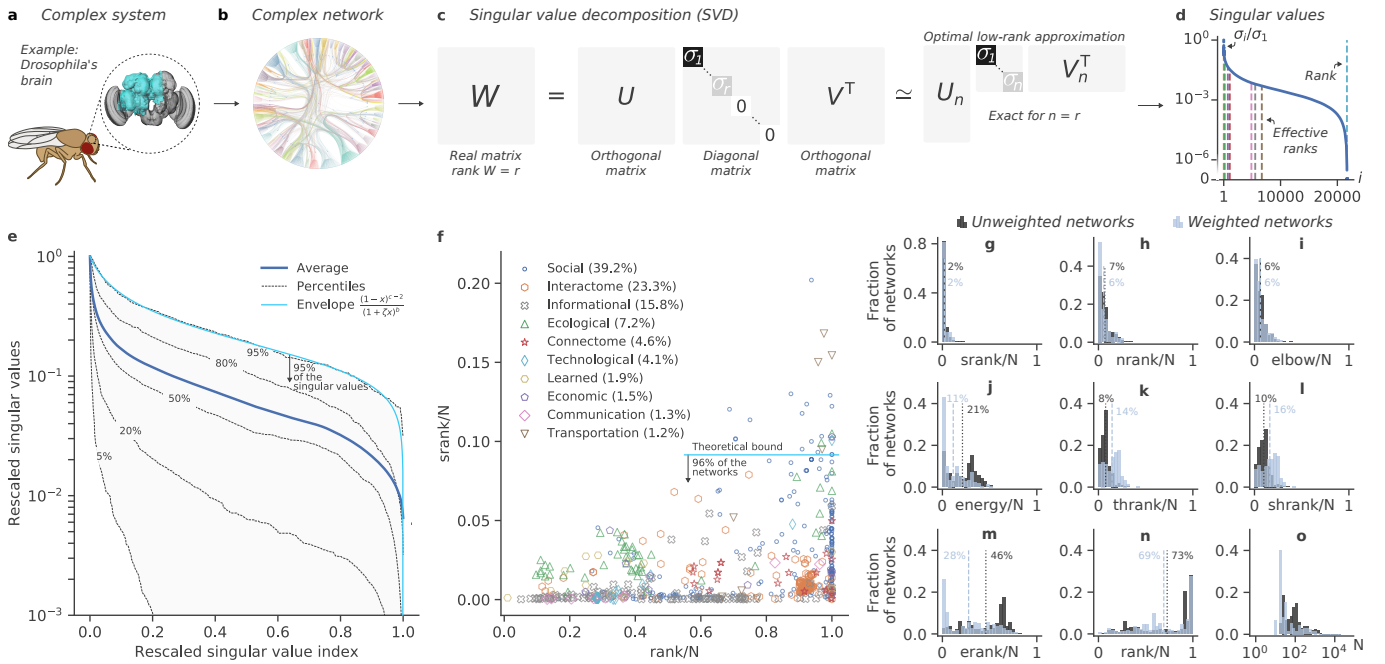 a Complex system
Example:
Drosophila's
brain
b Complex network
c Singular value decomposition (SVD)
W
Real matrix
rank W = r
=
U
Orthogonal
matrix
σ1
σr
0
0
Diagonal
matrix
V⊤
Orthogonal
matrix
≃
Optimal low-rank approximation
Un
σ1
σn
Vn⊤
Exact for n = r
d Singular values
10^0
10^−3
10^−6
0
σi/σ1
Rank
Effective
ranks
1 10000 20000
i
e
Rescaled singular values
10^0
10^−1
10^−2
10^−3
Average
Percentiles
Envelope (1−x)^(c−2) / (1+ζx)^b
95%
80%
50%
20%
5%
95%
of the
singular values
0.0 0.2 0.4 0.6 0.8 1.0
Rescaled singular value index
f
srank/N
0.20
0.15
0.10
0.05
0.00
Social (39.2%)
Interactome (23.3%)
Informational (15.8%)
Ecological (7.2%)
Connectome (4.6%)
Technological (4.1%)
Learned (1.9%)
Economic (1.5%)
Communication (1.3%)
Transportation (1.2%)
Theoretical bound
96% of the
networks
0.0 0.2 0.4 0.6 0.8 1.0
rank/N
Unweighted networks Weighted networks
Fraction
of networks
g
0.8
0.4
0.0
2%
2%
0 1
srank/N
h
0.5
0.0
7%
6%
0 1
nrank/N
i
0.4
0.2
0.0
6%
6%
0 1
elbow/N
Fraction
of networks
j
0.4
0.2
0.0
11%
21%
0 1
energy/N
k
0.4
0.2
0.0
8%
14%
0 1
thrank/N
l
0.4
0.2
0.0
10%
16%
0 1
shrank/N
Fraction
of networks
m
0.4
0.2
0.0
28%
46%
0 1
erank/N
n
0.4
0.2
0.0
69%
73%
0 1
rank/N
o
0.4
0.2
0.0
10^0 10^2 10^4 N